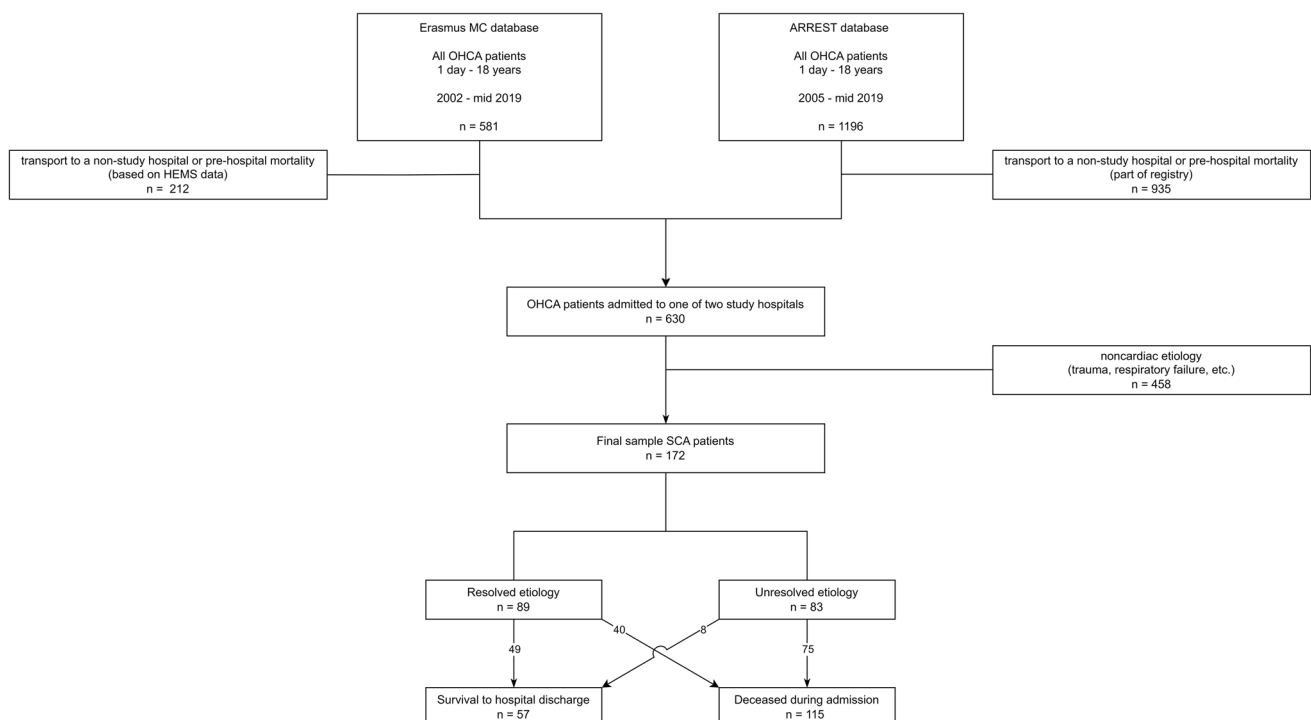 Erasmus MC database
All OHCA patients
1 day - 18 years
2002 - mid 2019
n = 581
ARREST database
All OHCA patients
1 day - 18 years
2005 - mid 2019
n = 1196
transport to a non-study hospital or pre-hospital mortality
(based on HEMS data)
n = 212
transport to a non-study hospital or pre-hospital mortality
(part of registry)
n = 935
OHCA patients admitted to one of two study hospitals
n = 630
noncardiac etiology
(trauma, respiratory failure, etc.)
n = 458
Final sample SCA patients
n = 172
Resolved etiology
n = 89
Unresolved etiology
n = 83
40
8
49
75
Survival to hospital discharge
n = 57
Deceased during admission
n = 115